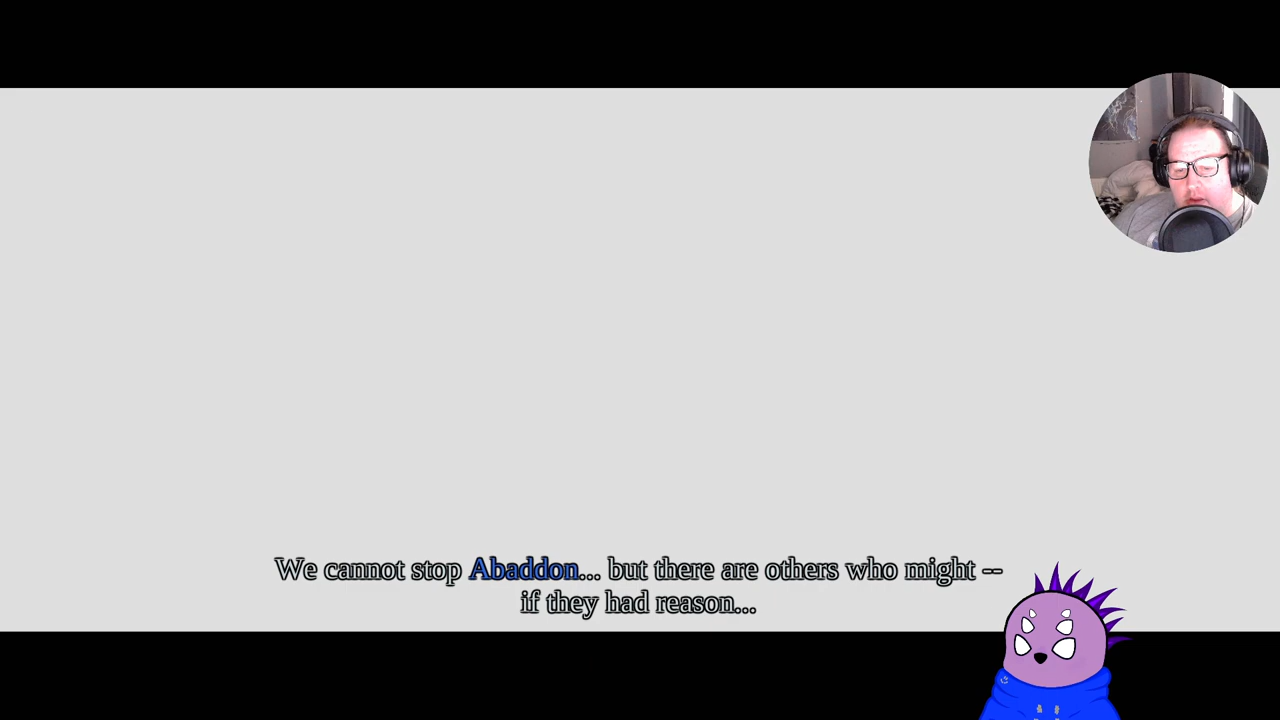 We cannot stop Abaddon... but there are others who might --
if they had reason...